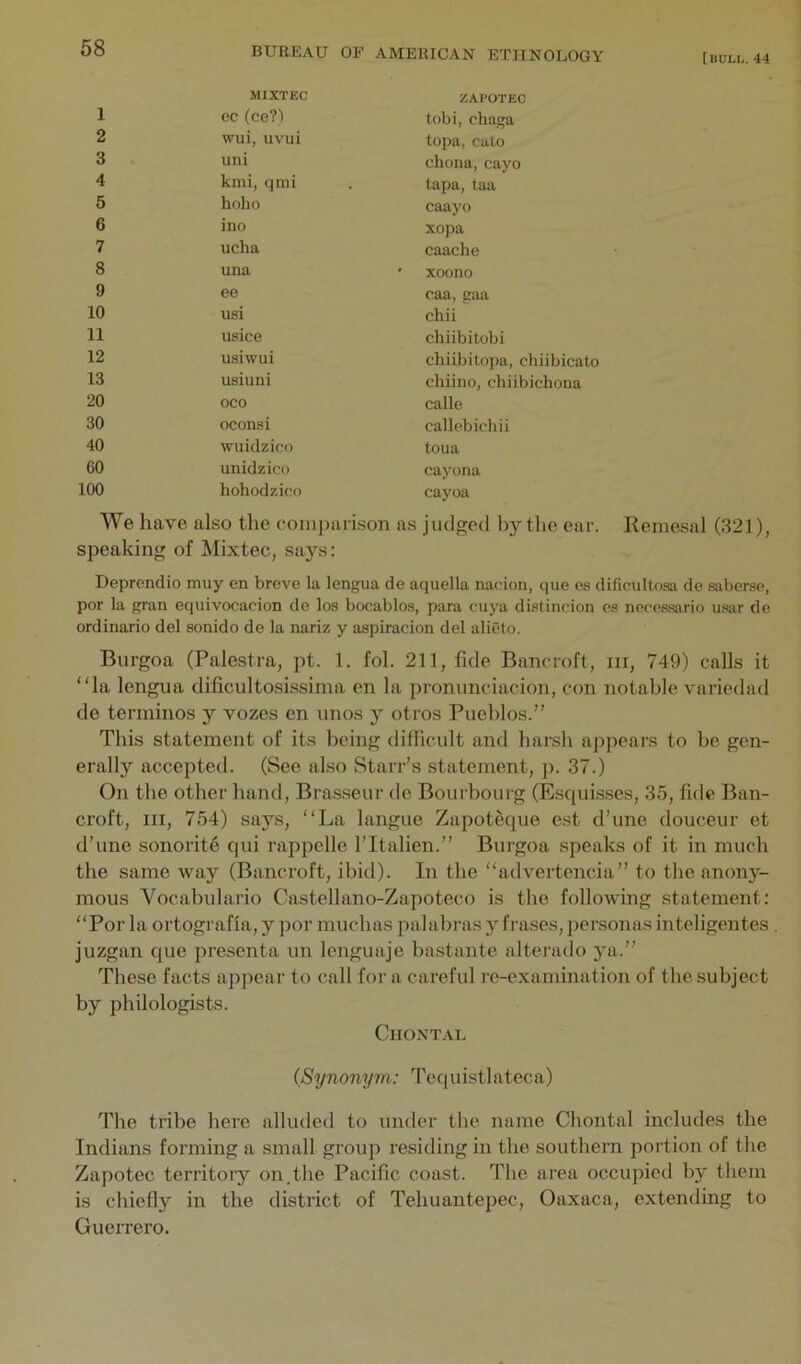 58 BUREAU OF AMERICAN ETHNOLOGY [BULL. 44
MIXTEC ZAPOTEC
1 ec (ce?) tobi, chaga
2 wui, uvui topa, cato
3 uni chona, cayo
4 kmi, qmi tapa, taa
5 hoho caayo
6 ino xopa
7 ucha caache
8 una xoono
9 ee caa, gaa
10 usi chii
11 usice chiibitobi
12 usiwui chiibitopa, chiibicato
13 usiuni chiino, chiibichona
20 oco calle
30 oconsi callebichii
40 wuidzico toua
60 unidzico cayona
100 hohodzico cayoa
We have also the comparison as judged by the ear. Remesal (321),
speaking of Mixtec, says:
Deprendio muy en breve la lengua de aquella nacion, que es dificultosa de saberse,
por la gran equivocacion de los bocablos, para cuya distincion es necessario usar de
ordinario del sonido de la nariz y aspiracion del aliêto.
Burgoa (Palestra, pt. 1. fol. 211, fide Bancroft, III, 749) calls it
“la lengua dificultosissima en la pronunciacion, con notable variedad
de terminos y vozes en unos y otros Pueblos.”
This statement of its being difficult and harsh appears to be gen-
erally accepted. (See also Starr’s statement, p. 37.)
On the other hand, Brasseur de Bourbourg (Esquisses, 35, fide Ban-
croft, III, 754) says, “La langue Zapotèque est d’une douceur et
d’une sonorité qui rappelle l’Italien.” Burgoa speaks of it in much
the same way (Bancroft, ibid). In the “advertencia” to the anony-
mous Vocabulario Castellano-Zapoteco is the following statement:
“Por la ortografía, y por muchas palabras y frases, personas inteligentes
juzgan que presenta un lenguaje bastante alterado ya.”
These facts appear to call for a careful re-examination of the subject
by philologists.
CHONTAL
(Synonym: Tequistlateca)
The tribe here alluded to under the name Chontal includes the
Indians forming a small group residing in the southern portion of the
Zapotec territory on the Pacific coast. The area occupied by them
is chiefly in the district of Tehuantepec, Oaxaca, extending to
Guerrero.